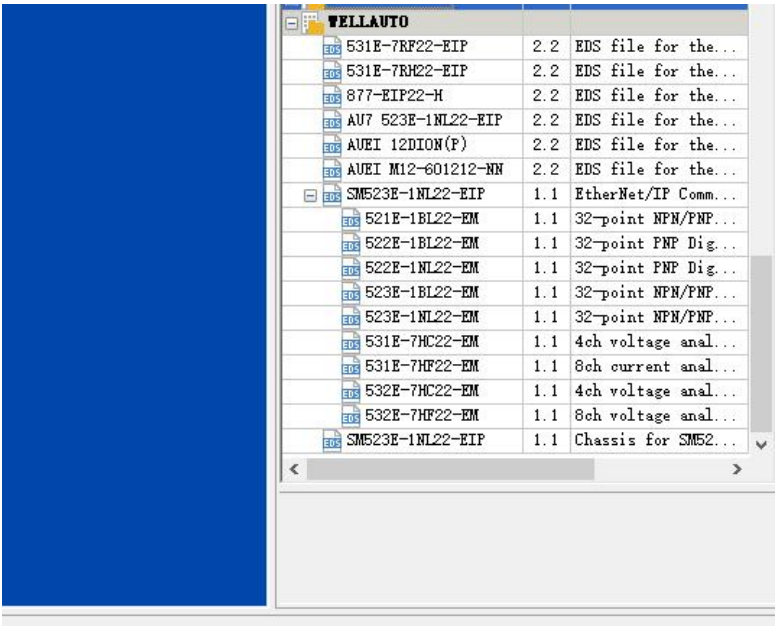 WELLAUTO
531E-7RF22-EIP 2.2 EDS file for the...
531E-7RH22-EIP 2.2 EDS file for the...
877-EIP22-H 2.2 EDS file for the...
AU7 523E-1NL22-EIP 2.2 EDS file for the...
AUEI 12DION(P) 2.2 EDS file for the...
AUEI M12-601212-NN 2.2 EDS file for the...
SM523E-1NL22-EIP 1.1 EtherNet/IP Comm...
521E-1BL22-EM 1.1 32-point NPN/PNP...
522E-1BL22-EM 1.1 32-point PNP Dig...
522E-1NL22-EM 1.1 32-point PNP Dig...
523E-1BL22-EM 1.1 32-point NPN/PNP...
523E-1NL22-EM 1.1 32-point NPN/PNP...
531E-7HC22-EM 1.1 4ch voltage anal...
531E-7HF22-EM 1.1 8ch current anal...
532E-7HC22-EM 1.1 4ch voltage anal...
532E-7HF22-EM 1.1 8ch voltage anal...
SM523E-1NL22-EIP 1.1 Chassis for SM52...